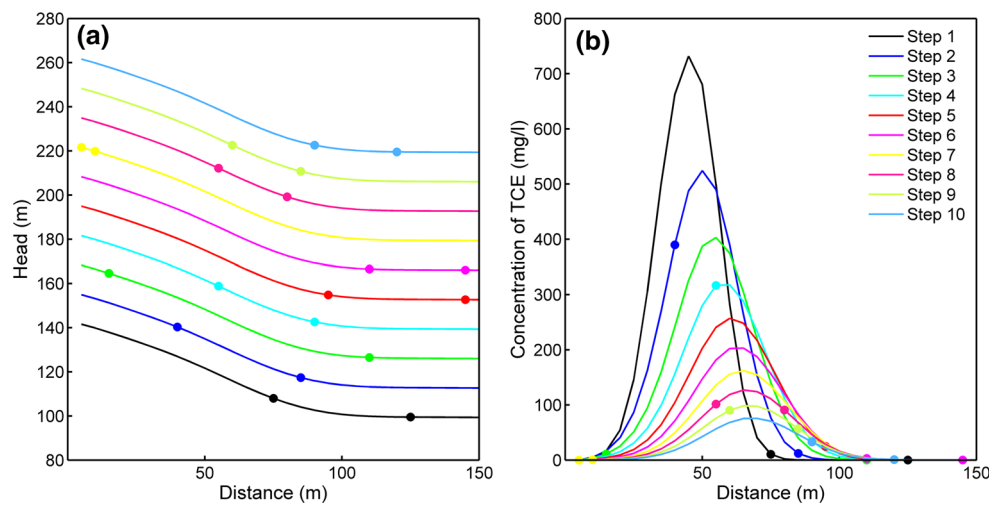 (a)
Head (m)
280
260
240
220
200
180
160
140
120
100
80
50
100
150
Distance (m)
(b)
Concentration of TCE (mg/l)
800
700
600
500
400
300
200
100
0
50
100
150
Distance (m)
Step 1
Step 2
Step 3
Step 4
Step 5
Step 6
Step 7
Step 8
Step 9
Step 10